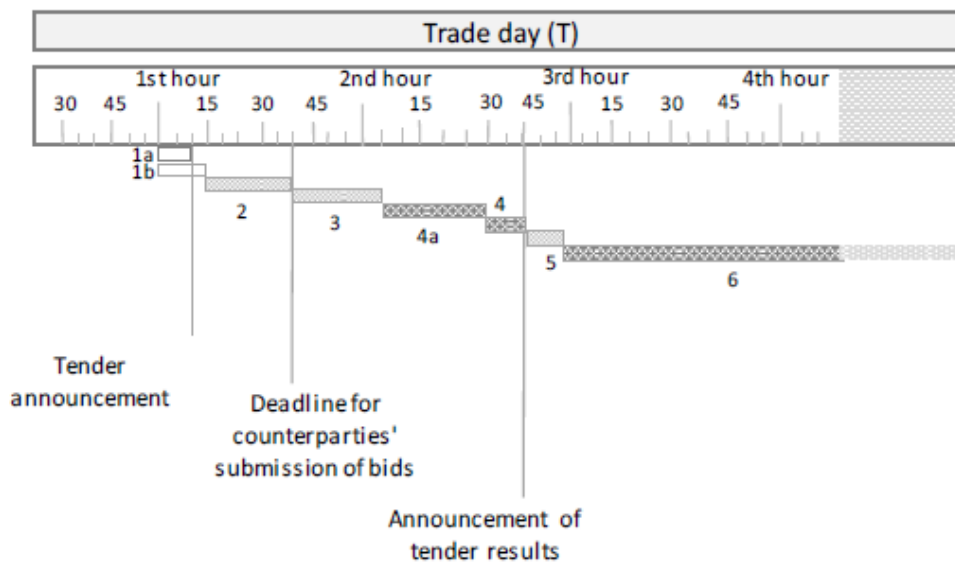 Trade day (T)
1st hour 2nd hour 3rd hour 4th hour
30 45 15 30 45 15 30 45 15 30 45
1a
1b
2
3
4a
4
5
6
Tender
announcement
Deadline for
counterparties'
submission of bids
Announcement of
tender results